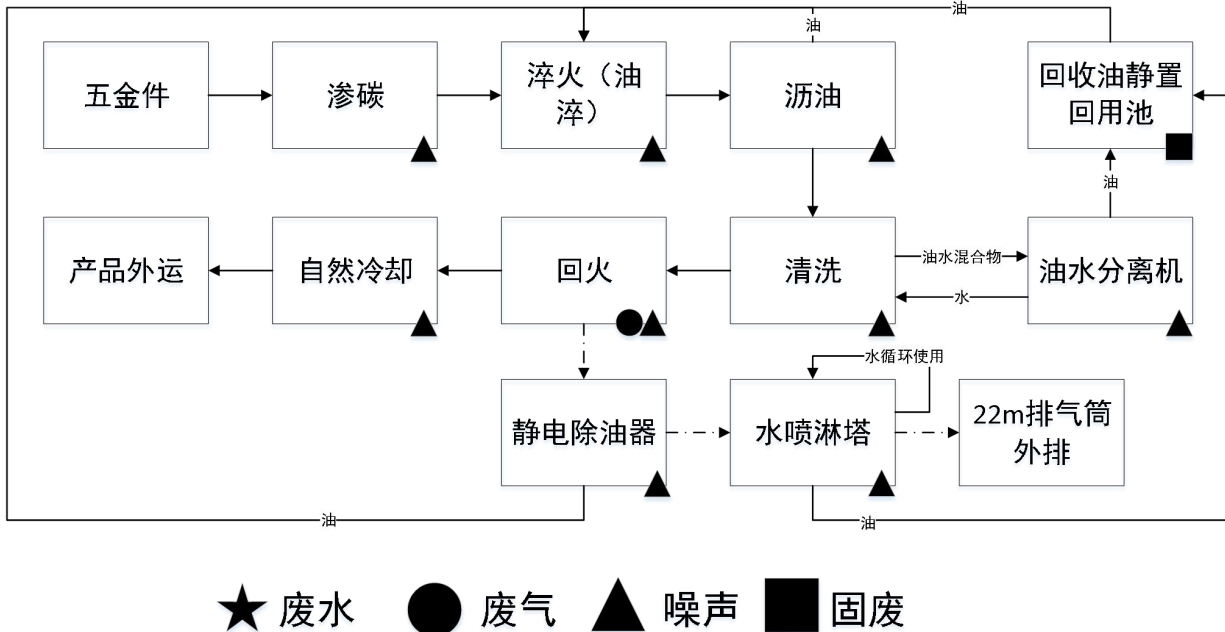 油
油
五金件
渗碳
淬火（油
淬）
沥油
回收油静置
回用池
油
产品外运
自然冷却
回火
清洗
油水混合物
水
油水分离机
水循环使用
静电除油器
水喷淋塔
22m排气筒
外排
油
油
废水
废气
噪声
固废